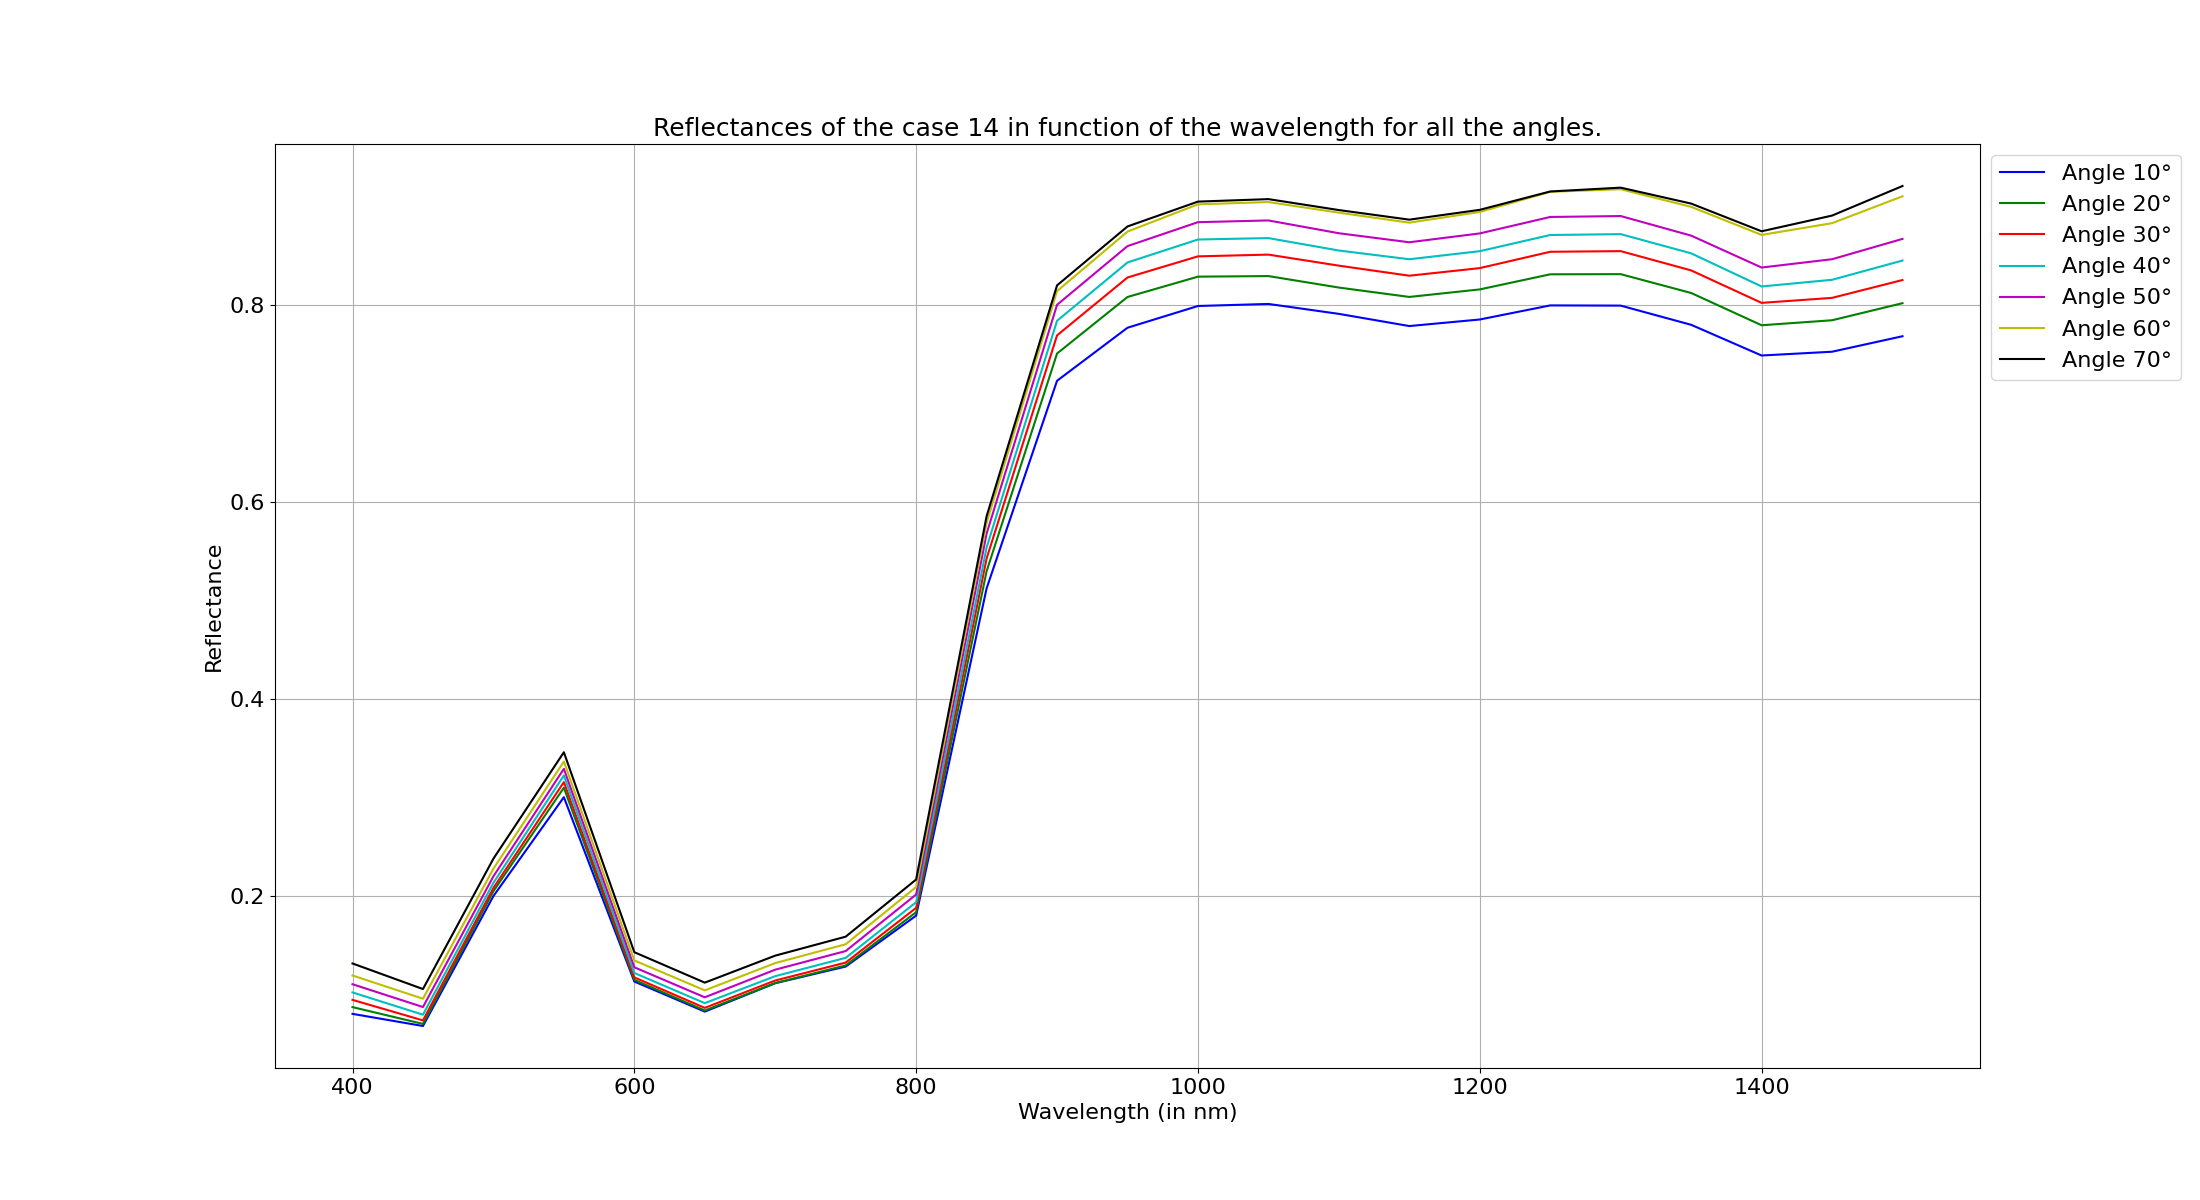 Reflectances of the case 14 in function of the wavelength for all the angles.
Angle 10°
Angle 20°
Angle 30°
Angle 40°
Angle 50°
Angle 60°
Angle 70°
Reflectance
0.8
0.6
0.4
0.2
400 600 800 1000 1200 1400
Wavelength (in nm)